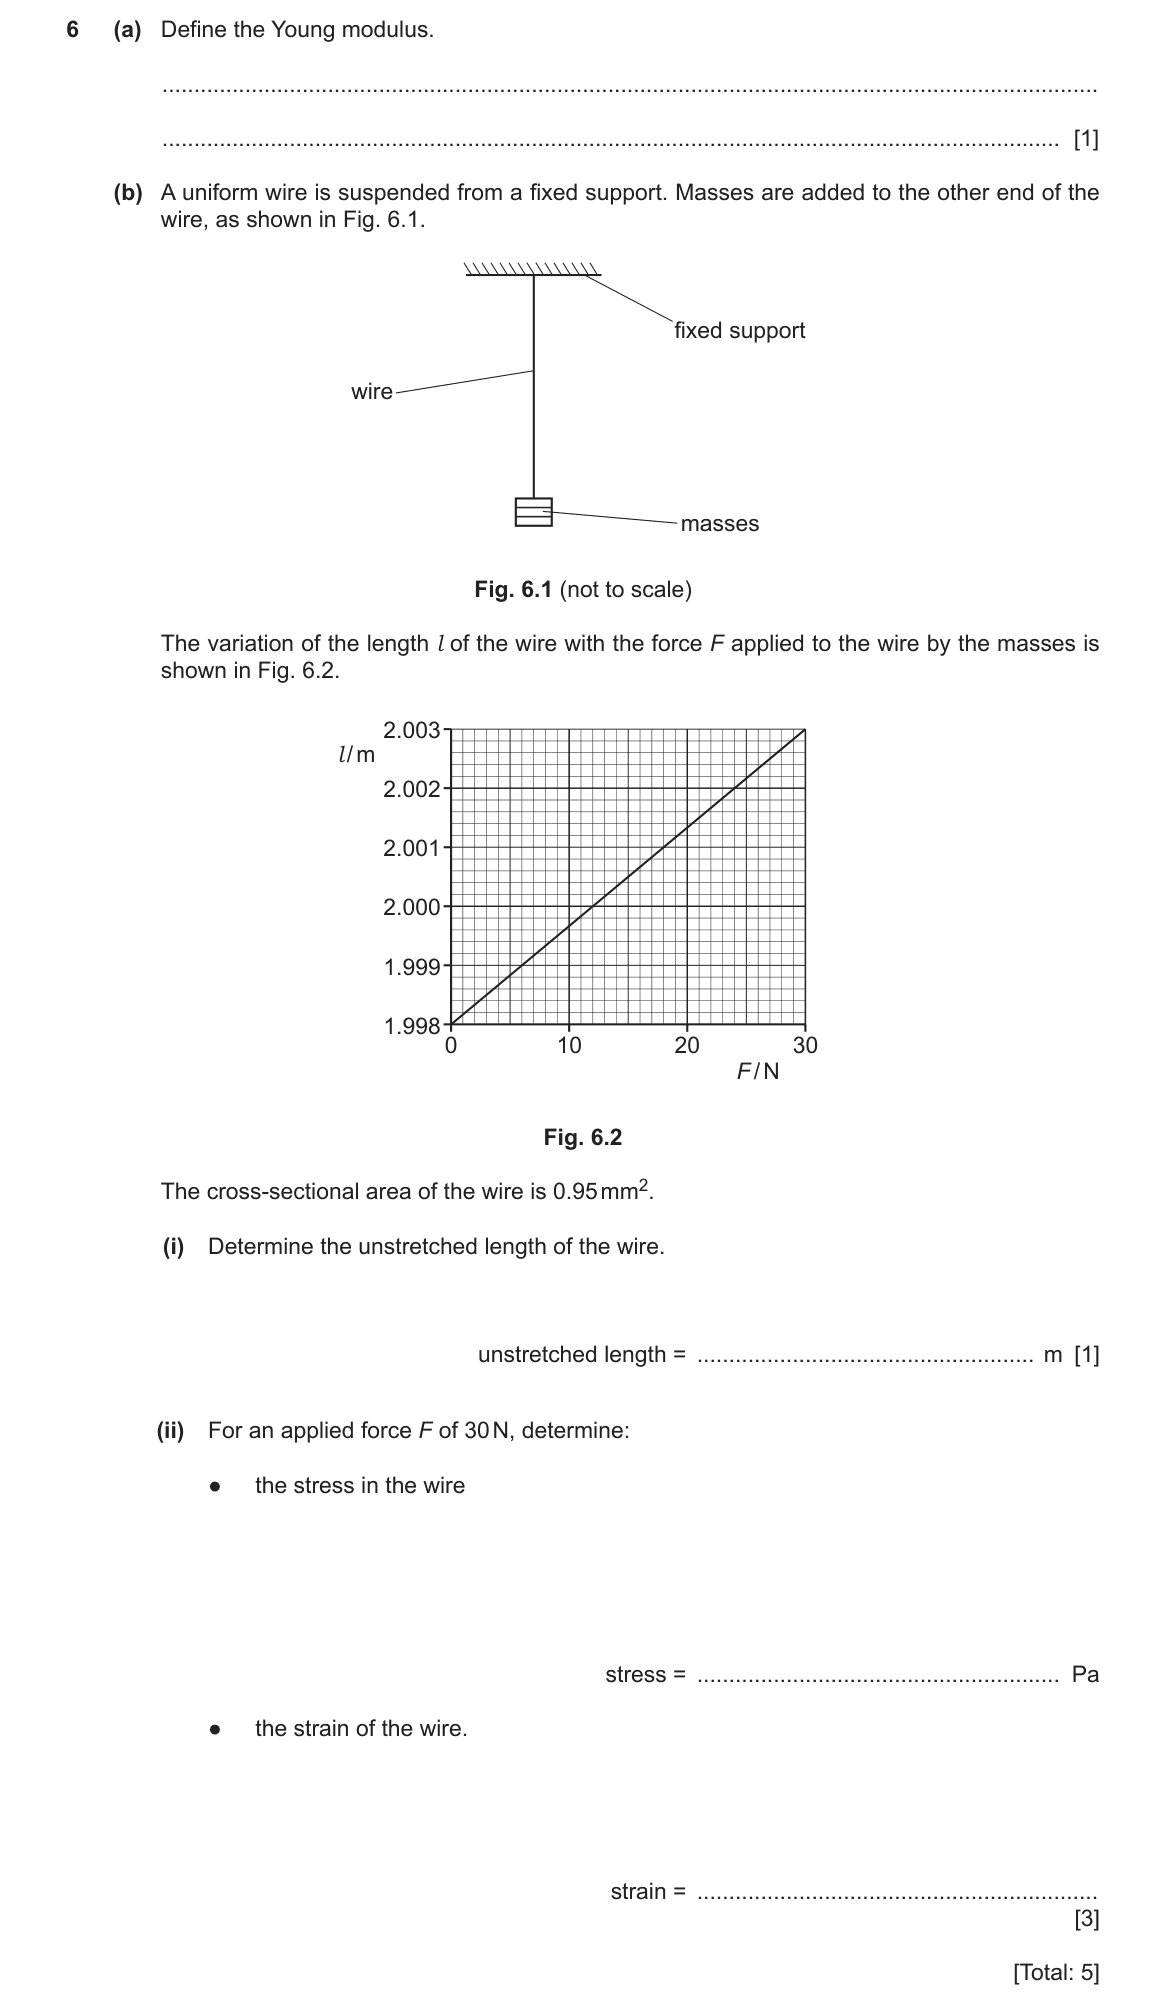 6 (a) Define the Young modulus.
..........................................................................................................................................................
.................................................................................................................................................... [1]
(b) A uniform wire is suspended from a fixed support. Masses are added to the other end of the
wire, as shown in Fig. 6.1.
fixed support
wire
masses
Fig. 6.1 (not to scale)
The variation of the length l of the wire with the force F applied to the wire by the masses is
shown in Fig. 6.2.
2.003
l/m
2.002
2.001
2.000
1.999
1.998
0 10 20 30
F/N
Fig. 6.2
The cross-sectional area of the wire is 0.95 mm².
(i) Determine the unstretched length of the wire.
unstretched length = ..................................................... m [1]
(ii) For an applied force F of 30 N, determine:
• the stress in the wire
stress = ......................................................... Pa
• the strain of the wire.
strain = ...............................................................
[3]
[Total: 5]